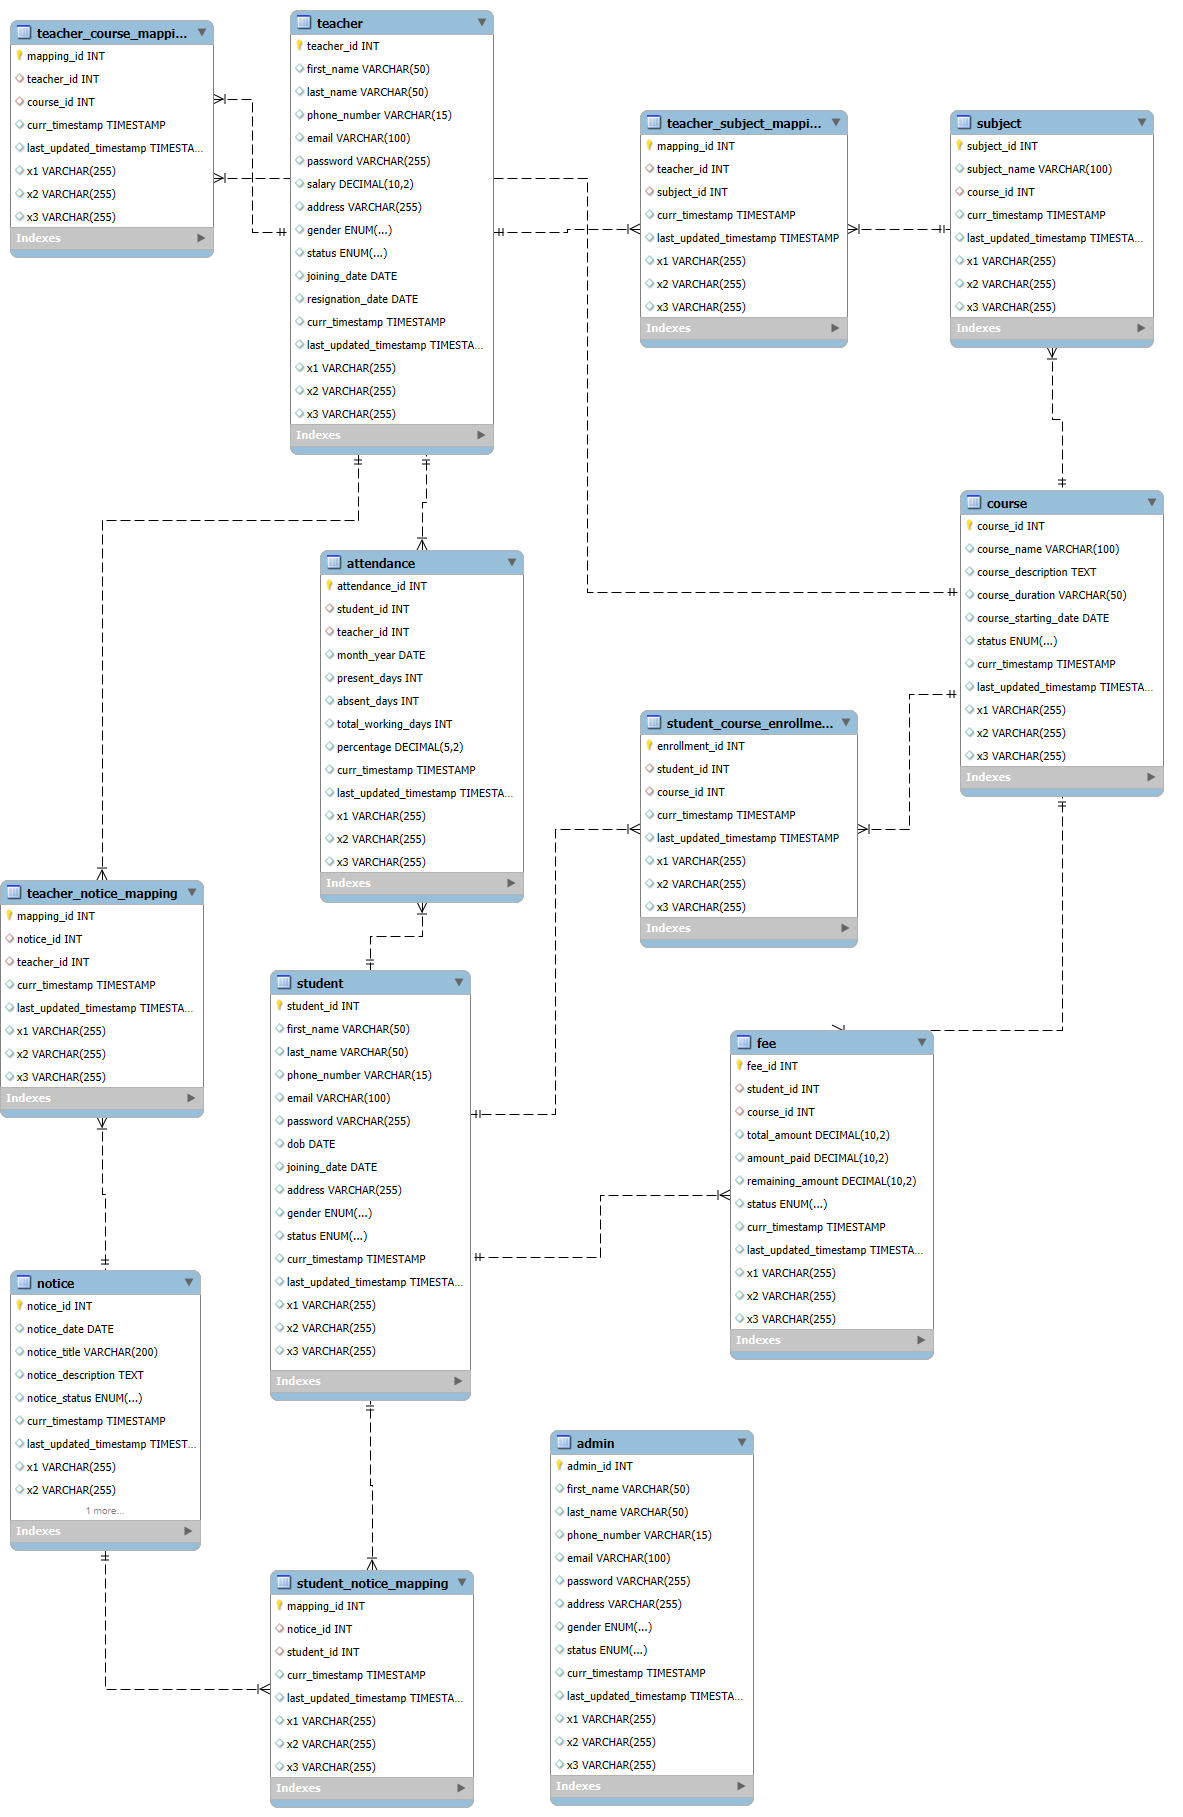 teacher_course_mappi...
mapping_id INT
teacher_id INT
course_id INT
curr_timestamp TIMESTAMP
last_updated_timestamp TIMESTA...
x1 VARCHAR(255)
x2 VARCHAR(255)
x3 VARCHAR(255)
Indexes
teacher
teacher_id INT
first_name VARCHAR(50)
last_name VARCHAR(50)
phone_number VARCHAR(15)
email VARCHAR(100)
password VARCHAR(255)
salary DECIMAL(10,2)
address VARCHAR(255)
gender ENUM(...)
status ENUM(...)
joining_date DATE
resignation_date DATE
curr_timestamp TIMESTAMP
last_updated_timestamp TIMESTA...
x1 VARCHAR(255)
x2 VARCHAR(255)
x3 VARCHAR(255)
Indexes
teacher_subject_mappi...
mapping_id INT
teacher_id INT
subject_id INT
curr_timestamp TIMESTAMP
last_updated_timestamp TIMESTAMP
x1 VARCHAR(255)
x2 VARCHAR(255)
x3 VARCHAR(255)
Indexes
subject
subject_id INT
subject_name VARCHAR(100)
course_id INT
curr_timestamp TIMESTAMP
last_updated_timestamp TIMESTA...
x1 VARCHAR(255)
x2 VARCHAR(255)
x3 VARCHAR(255)
Indexes
course
course_id INT
course_name VARCHAR(100)
course_description TEXT
course_duration VARCHAR(50)
course_starting_date DATE
status ENUM(...)
curr_timestamp TIMESTAMP
last_updated_timestamp TIMESTA...
x1 VARCHAR(255)
x2 VARCHAR(255)
x3 VARCHAR(255)
Indexes
attendance
attendance_id INT
student_id INT
teacher_id INT
month_year DATE
present_days INT
absent_days INT
total_working_days INT
percentage DECIMAL(5,2)
curr_timestamp TIMESTAMP
last_updated_timestamp TIMESTA...
x1 VARCHAR(255)
x2 VARCHAR(255)
x3 VARCHAR(255)
Indexes
student_course_enrollme...
enrollment_id INT
student_id INT
course_id INT
curr_timestamp TIMESTAMP
last_updated_timestamp TIMESTAMP
x1 VARCHAR(255)
x2 VARCHAR(255)
x3 VARCHAR(255)
Indexes
teacher_notice_mapping
mapping_id INT
notice_id INT
teacher_id INT
curr_timestamp TIMESTAMP
last_updated_timestamp TIMESTA...
x1 VARCHAR(255)
x2 VARCHAR(255)
x3 VARCHAR(255)
Indexes
student
student_id INT
first_name VARCHAR(50)
last_name VARCHAR(50)
phone_number VARCHAR(15)
email VARCHAR(100)
password VARCHAR(255)
dob DATE
joining_date DATE
address VARCHAR(255)
gender ENUM(...)
status ENUM(...)
curr_timestamp TIMESTAMP
last_updated_timestamp TIMESTA...
x1 VARCHAR(255)
x2 VARCHAR(255)
x3 VARCHAR(255)
Indexes
fee
fee_id INT
student_id INT
course_id INT
total_amount DECIMAL(10,2)
amount_paid DECIMAL(10,2)
remaining_amount DECIMAL(10,2)
status ENUM(...)
curr_timestamp TIMESTAMP
last_updated_timestamp TIMESTA...
x1 VARCHAR(255)
x2 VARCHAR(255)
x3 VARCHAR(255)
Indexes
notice
notice_id INT
notice_date DATE
notice_title VARCHAR(200)
notice_description TEXT
notice_status ENUM(...)
curr_timestamp TIMESTAMP
last_updated_timestamp TIMEST...
x1 VARCHAR(255)
x2 VARCHAR(255)
1 more...
Indexes
student_notice_mapping
mapping_id INT
notice_id INT
student_id INT
curr_timestamp TIMESTAMP
last_updated_timestamp TIMESTA...
x1 VARCHAR(255)
x2 VARCHAR(255)
x3 VARCHAR(255)
Indexes
admin
admin_id INT
first_name VARCHAR(50)
last_name VARCHAR(50)
phone_number VARCHAR(15)
email VARCHAR(100)
password VARCHAR(255)
address VARCHAR(255)
gender ENUM(...)
status ENUM(...)
curr_timestamp TIMESTAMP
last_updated_timestamp TIMESTA...
x1 VARCHAR(255)
x2 VARCHAR(255)
x3 VARCHAR(255)
Indexes